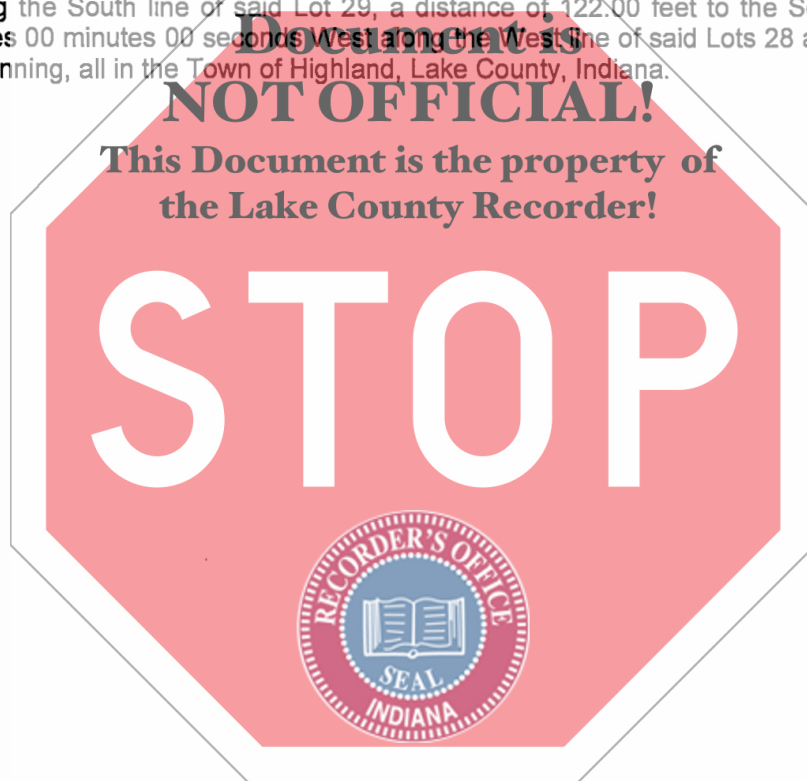 the South line of said Lot 29, a distance of 122.00 feet to the
Document is
00 minutes 00 seconds West along the West line of said Lots 28
all in the Town of Highland, Lake County, Indiana.
NOT OFFICIAL!
This Document is the property of
the Lake County Recorder!
STOP
RECORDER'S OFFICE
SEAL
INDIANA